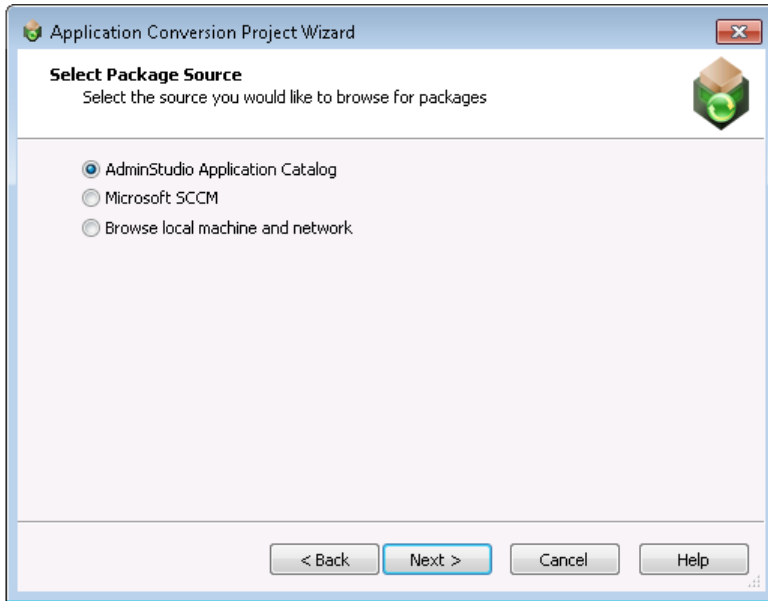 Application Conversion Project Wizard
Select Package Source
Select the source you would like to browse for packages
AdminStudio Application Catalog
Microsoft SCCM
Browse local machine and network
< Back Next > Cancel Help